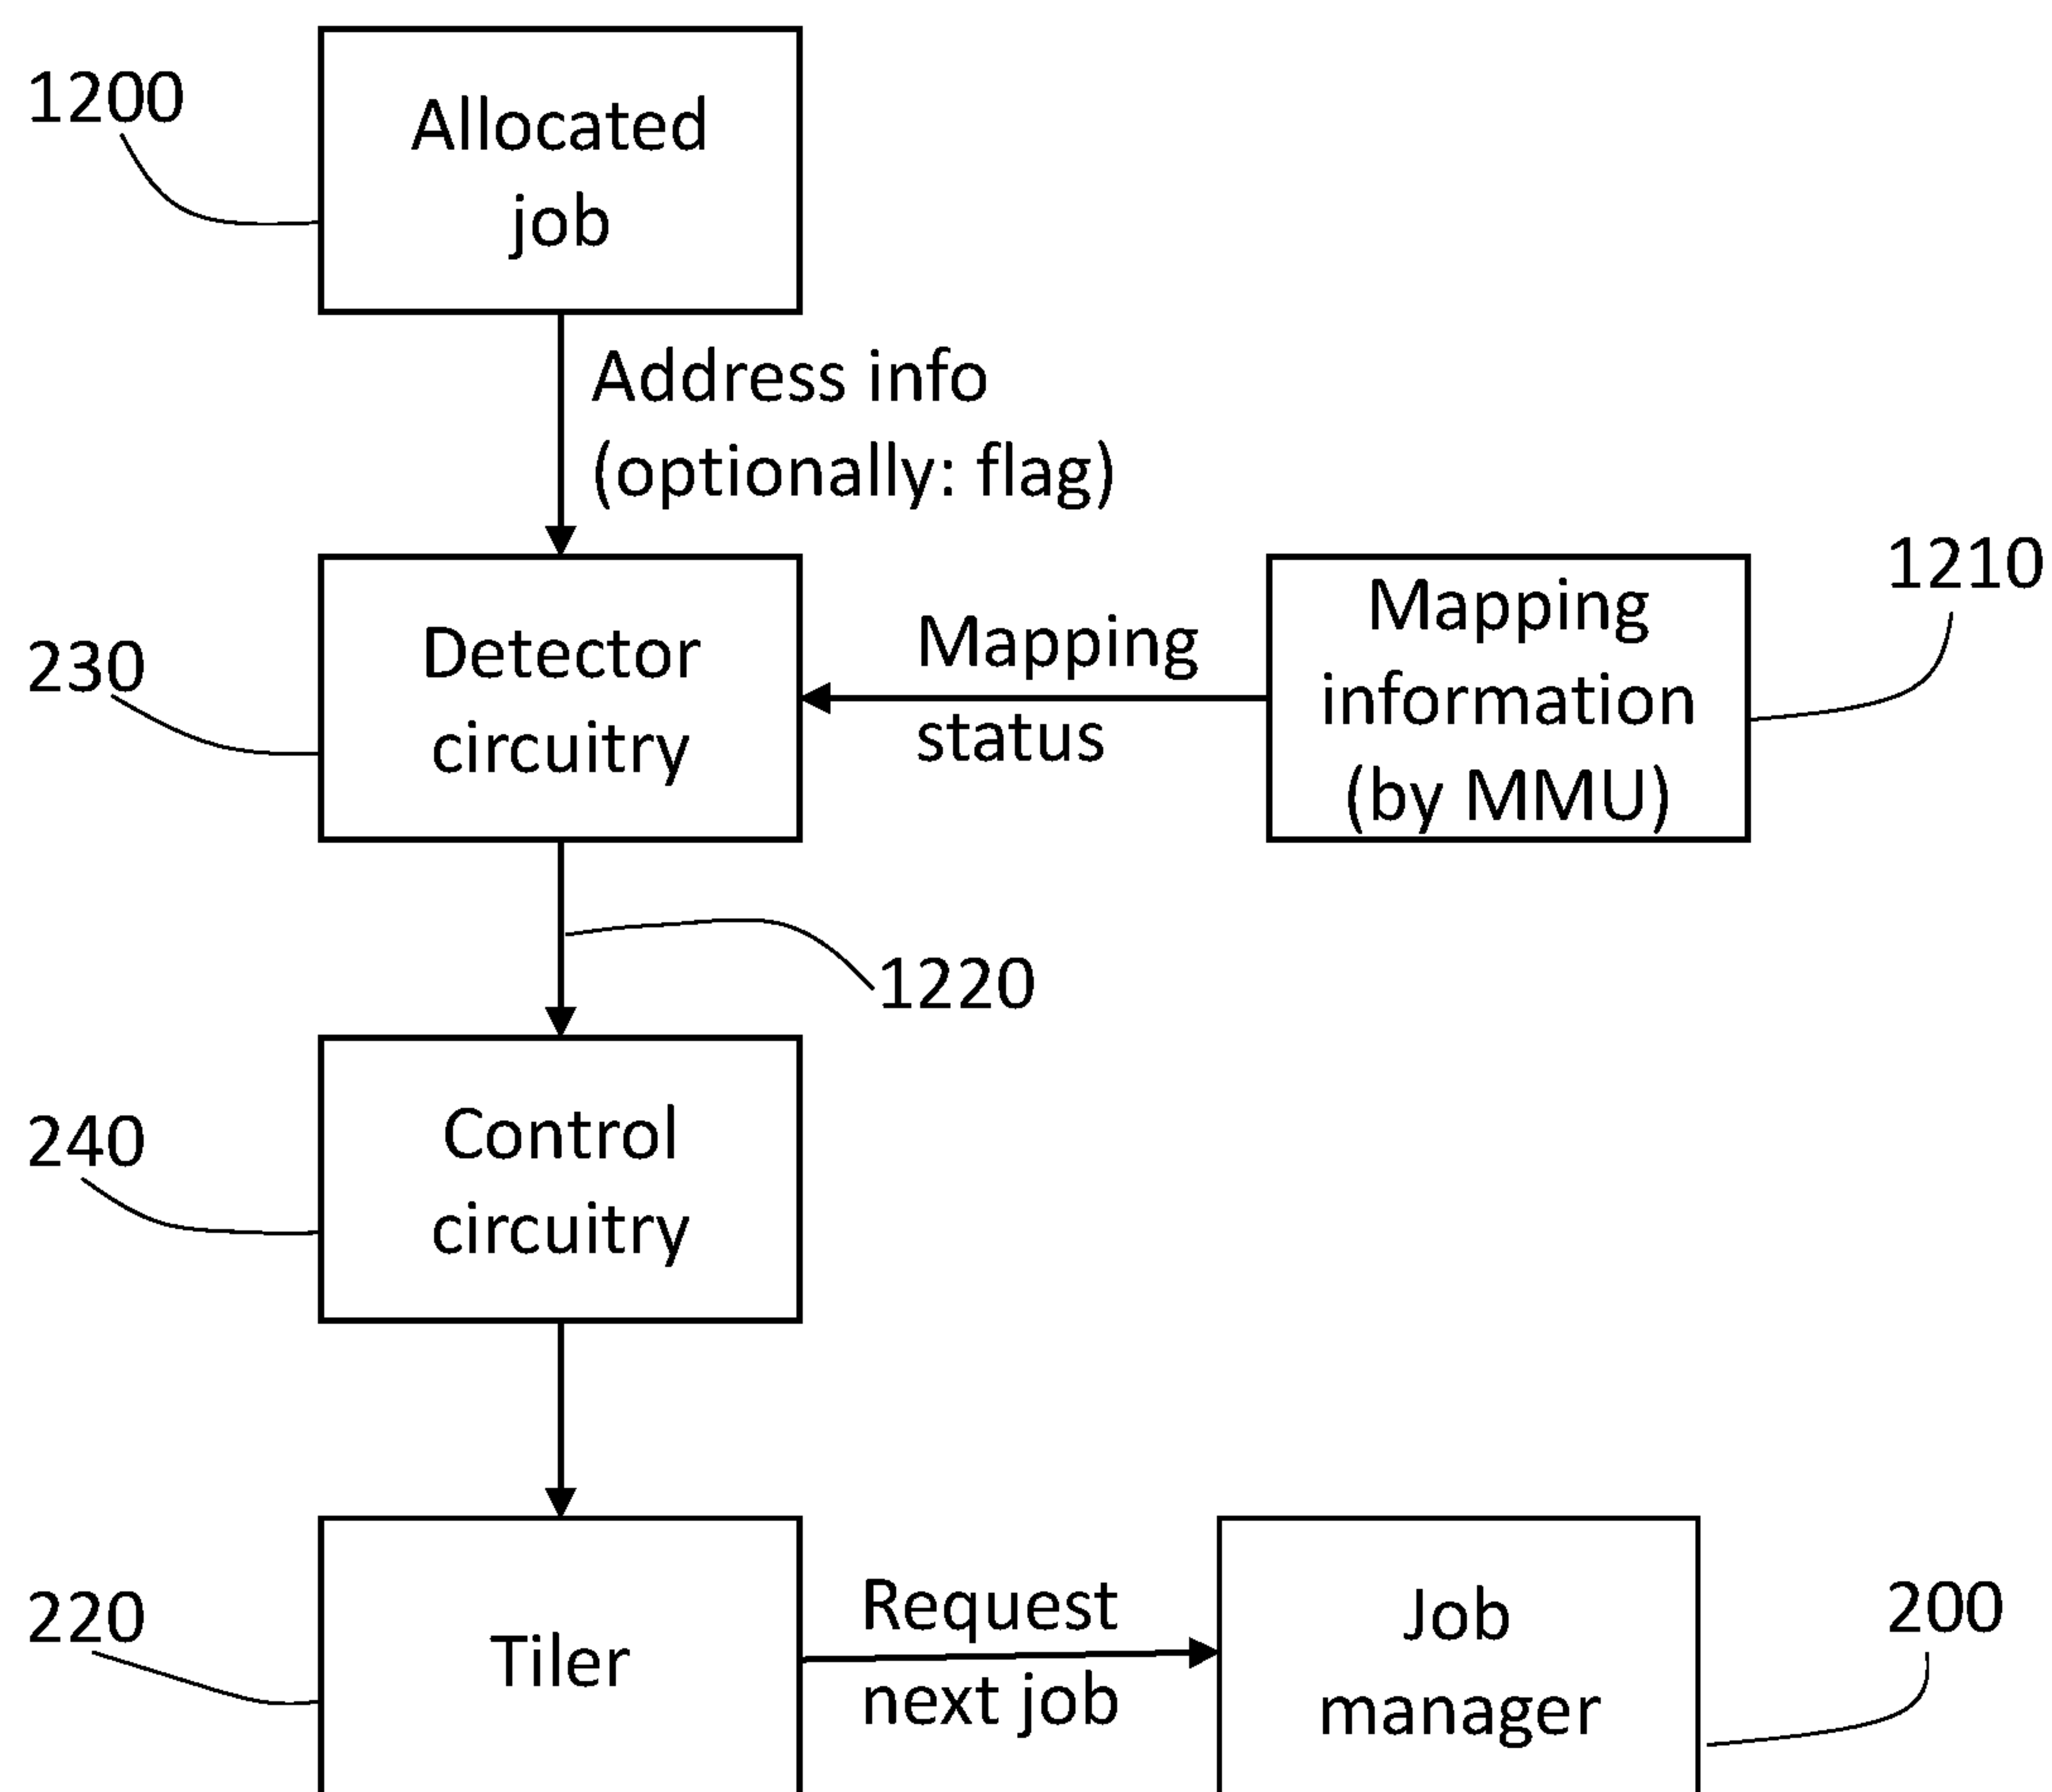 1200
Allocated
job
Address info
(optionally: flag)
230
Detector
circuitry
Mapping
status
Mapping
information
(by MMU)
1210
1220
240
Control
circuitry
220
Tiler
Request
next job
Job
manager
200